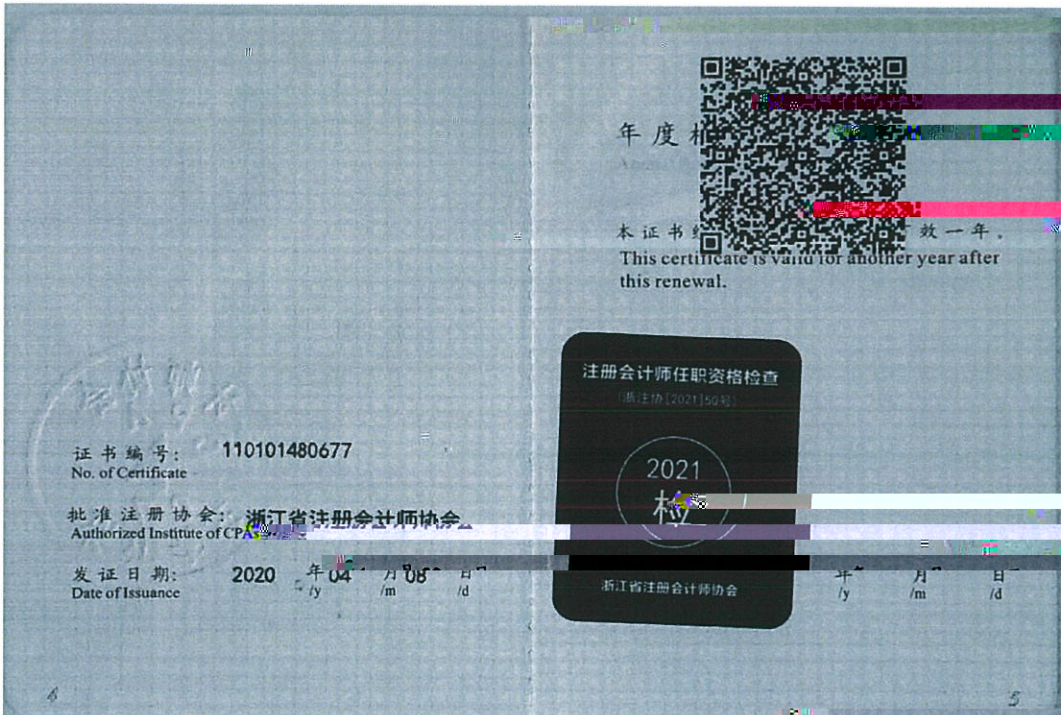 证书编号: 110101480677
No. of Certificate
批准注册协会: 浙江省注册会计师协会
Authorized Institute of CPAs
发证日期: 2020 年 04 月 08 日
Date of Issuance /y /m /d
4
年度
本证书 效一年。
This certificate is valid for another year after
this renewal.
注册会计师任职资格检查
(浙注协[2021]50号)
2021
检
浙江省注册会计师协会
年 月 日
/y /m /d
5